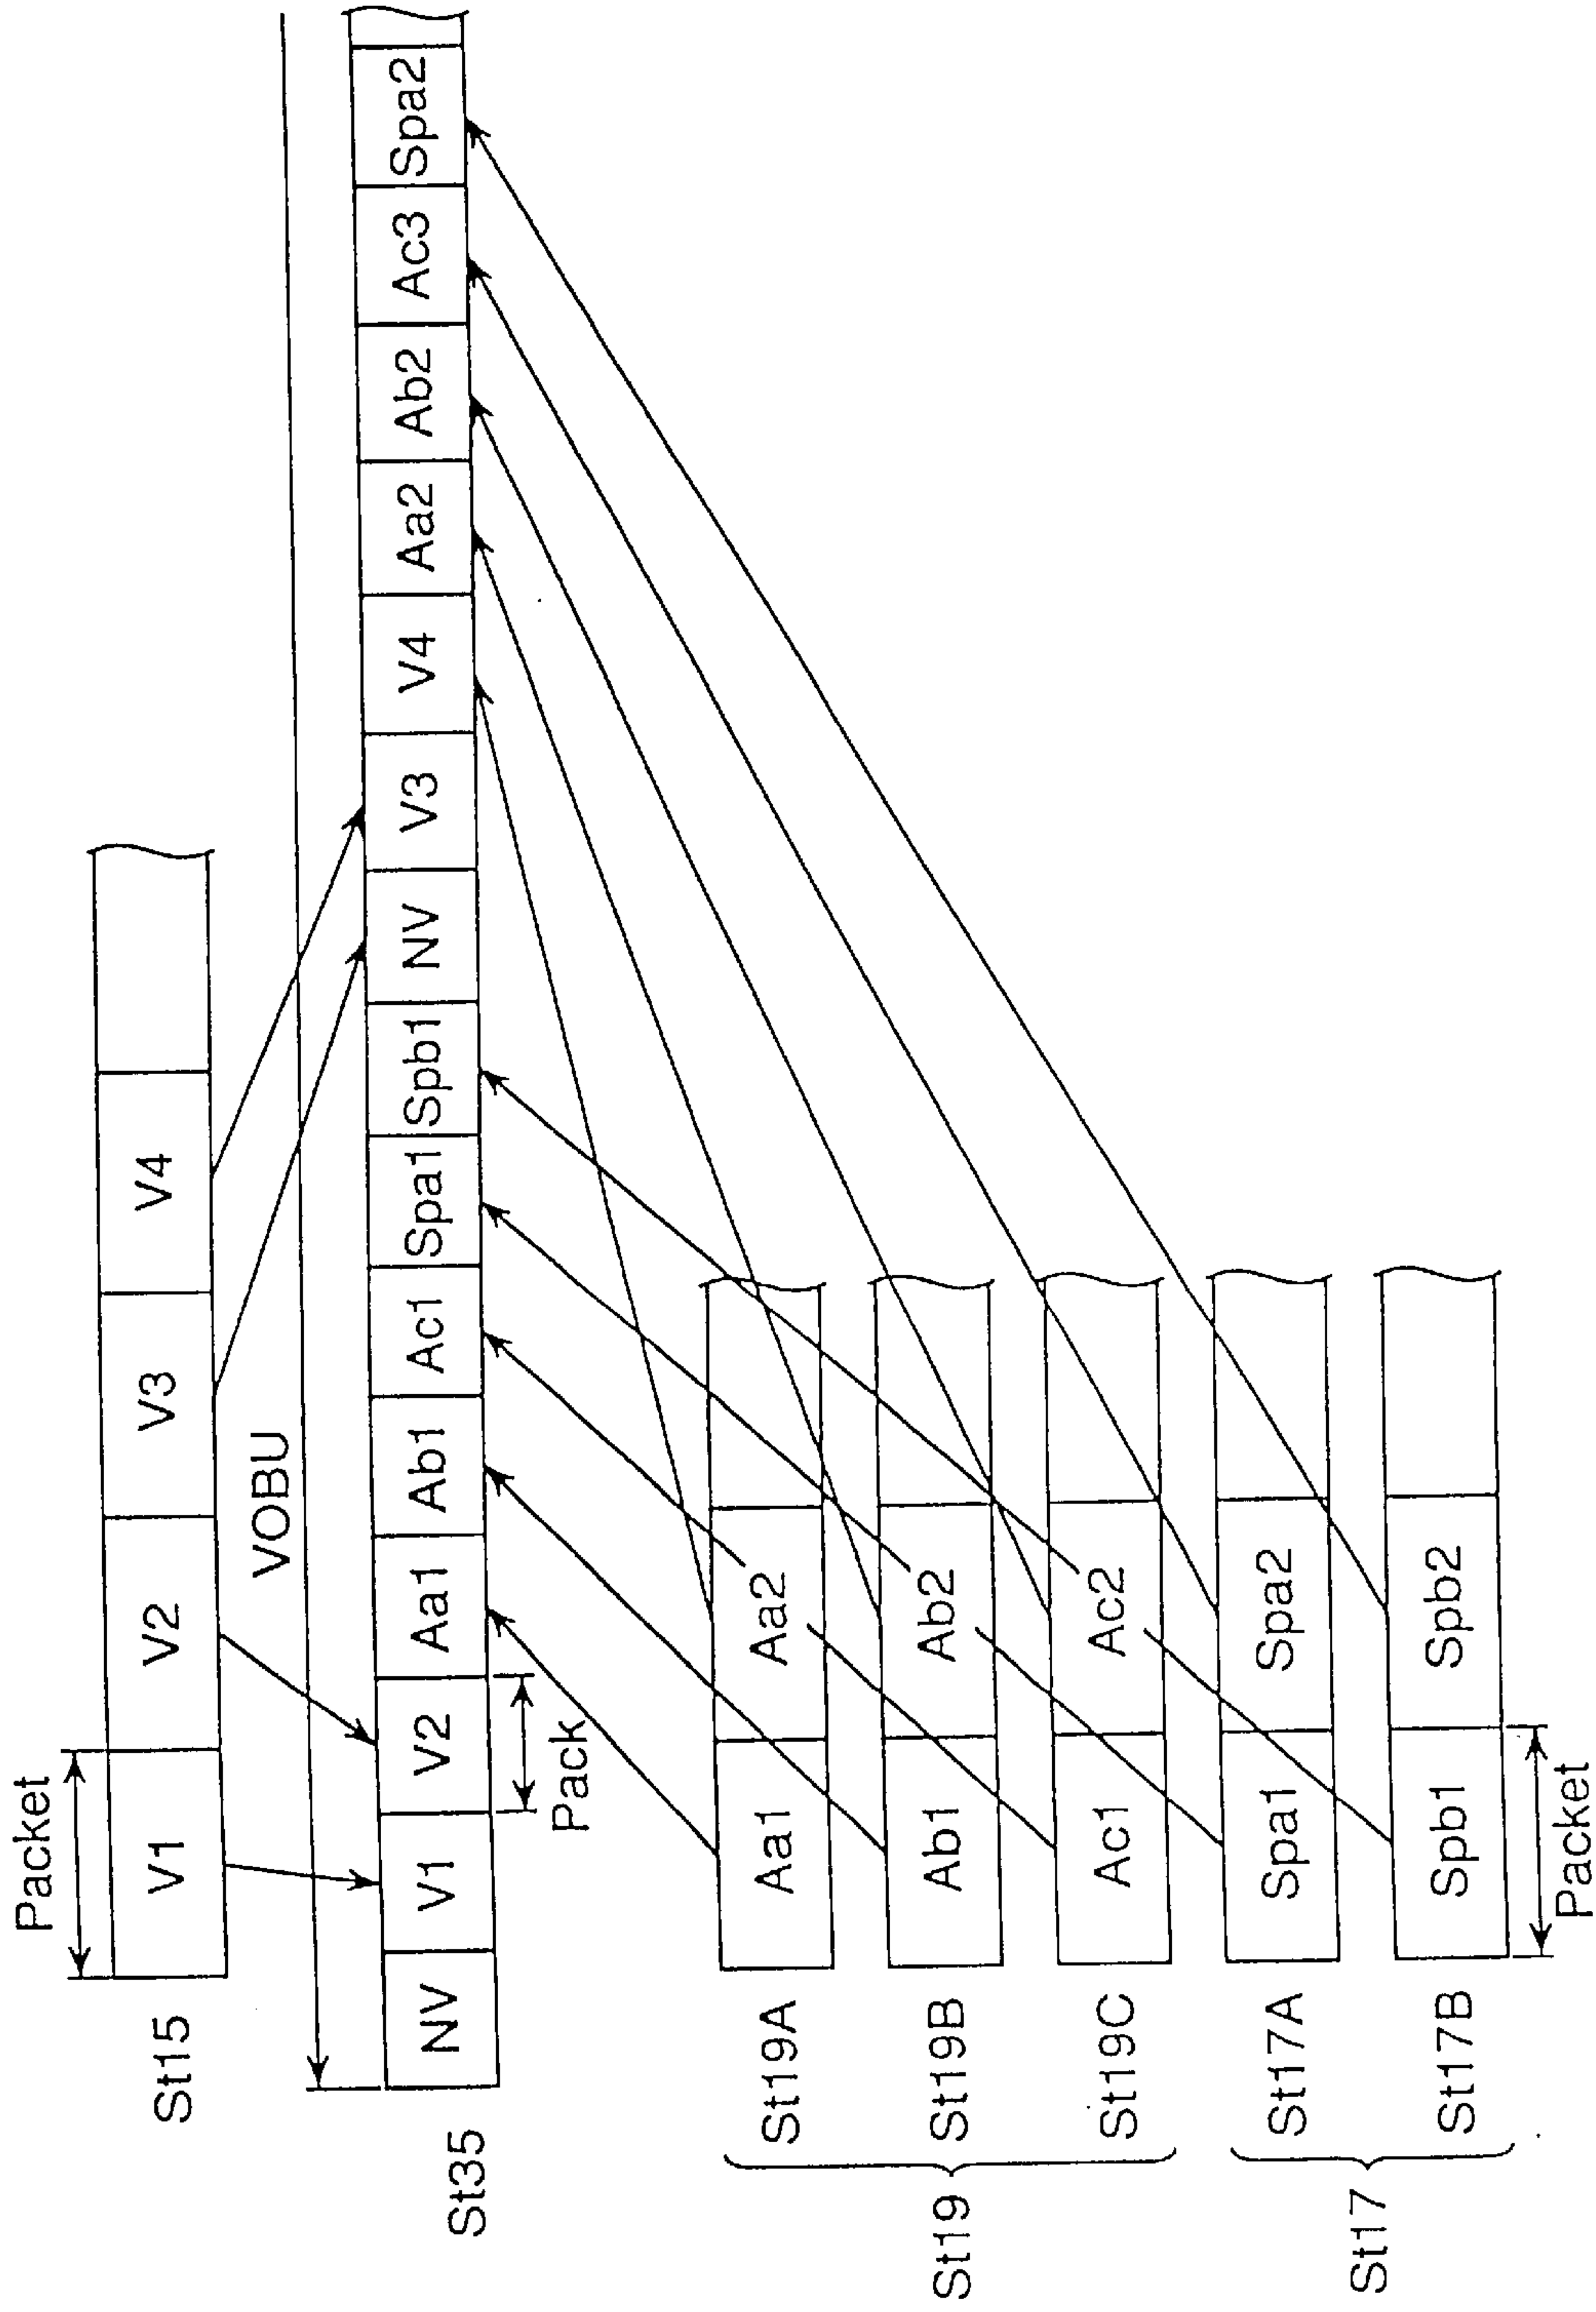 Packet
St15 V1 V2 V3 V4
VOBU
St35 NV V1 V2 Aa1 Ab1 Ac1 Spa1 Spb1 NV V3 V4 Aa2 Ab2 Ac3 Spa2
Pack
St19
St19A Aa1 Aa2
St19B Ab1 Ab2
St19C Ac1 Ac2
St17
St17A Spa1 Spa2
St17B Spb1 Spb2
Packet